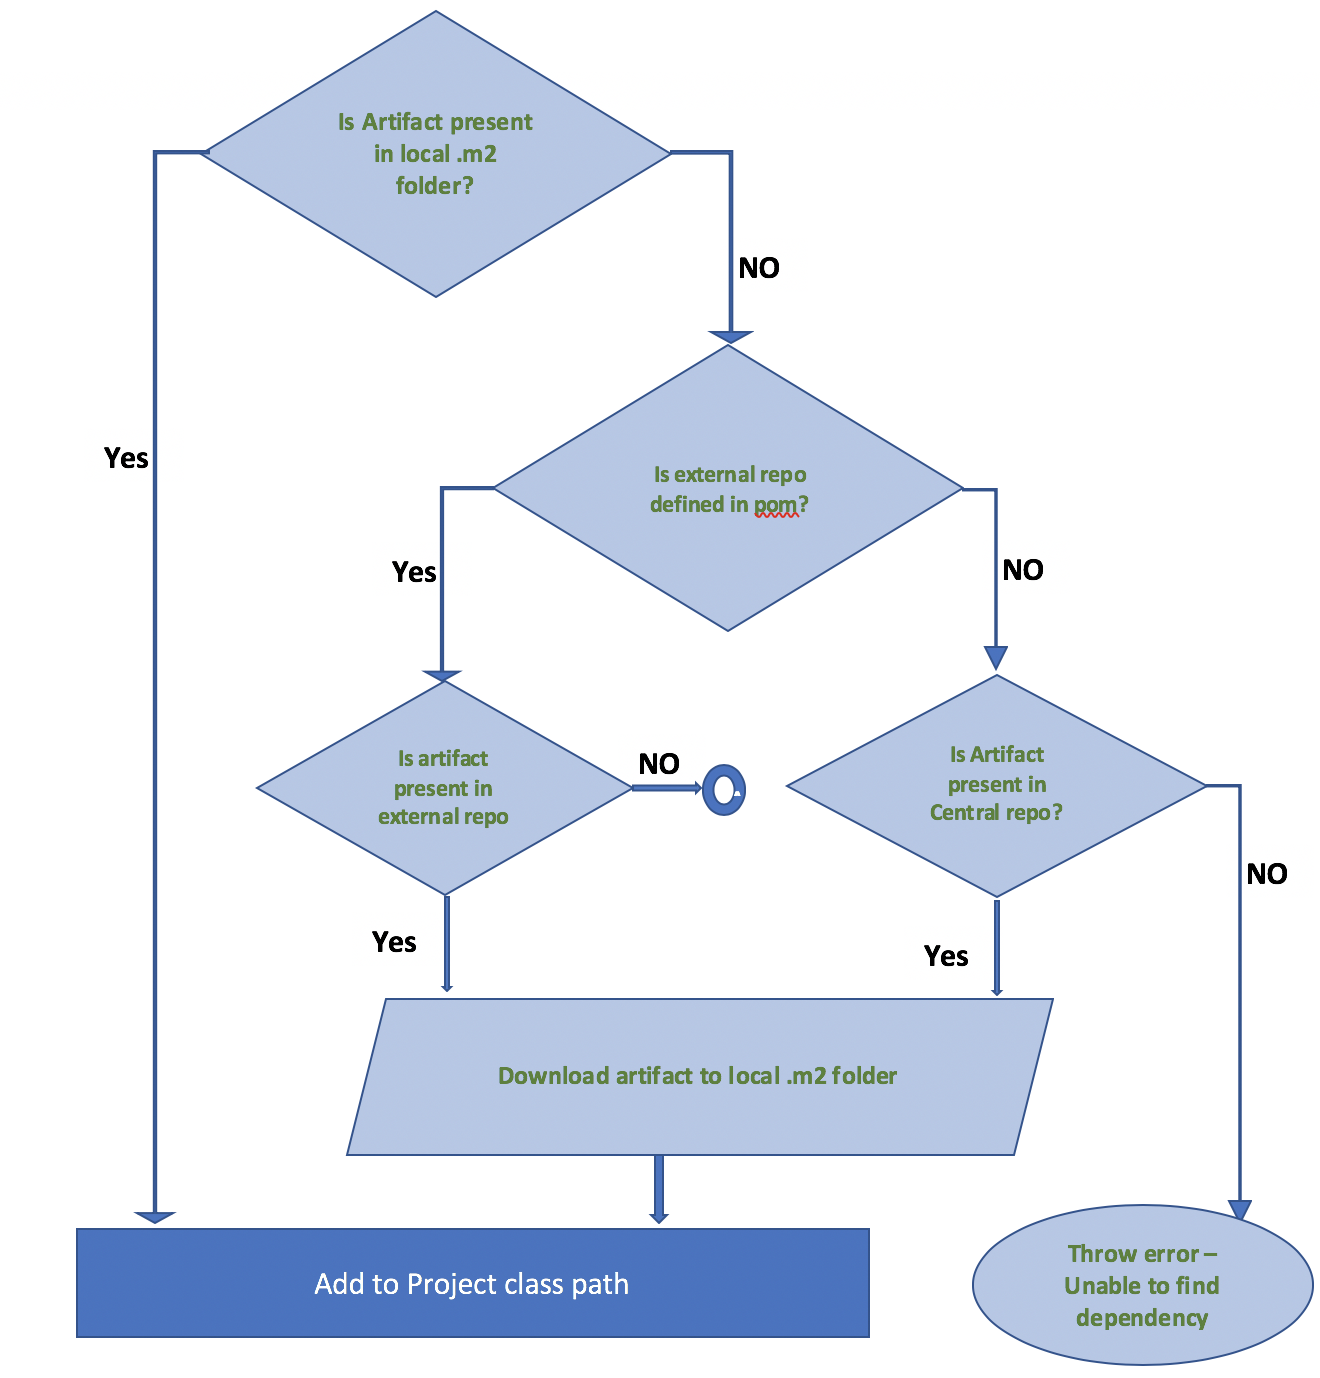 Is Artifact present
in local .m2
folder?
NO
Yes
Is external repo
defined in pom?
Yes
NO
Is artifact
present in
external repo
NO
Is Artifact
present in
Central repo?
NO
Yes
Yes
Download artifact to local .m2 folder
Add to Project class path
Throw error –
Unable to find
dependency